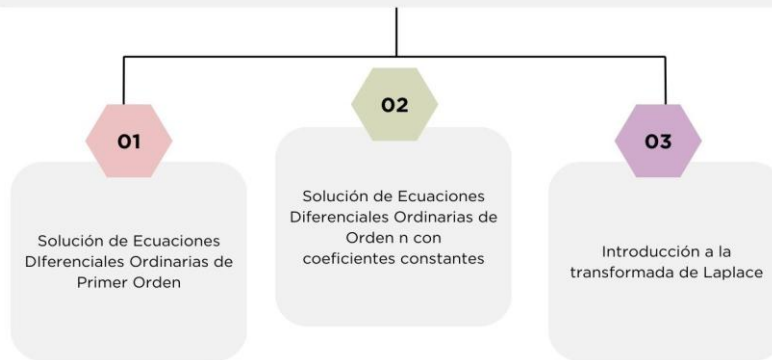 01
Solución de Ecuaciones
DIferenciales Ordinarias de
Primer Orden
02
Solución de Ecuaciones
Diferenciales Ordinarias de
Orden n con
coeficientes constantes
03
Introducción a la
transformada de Laplace